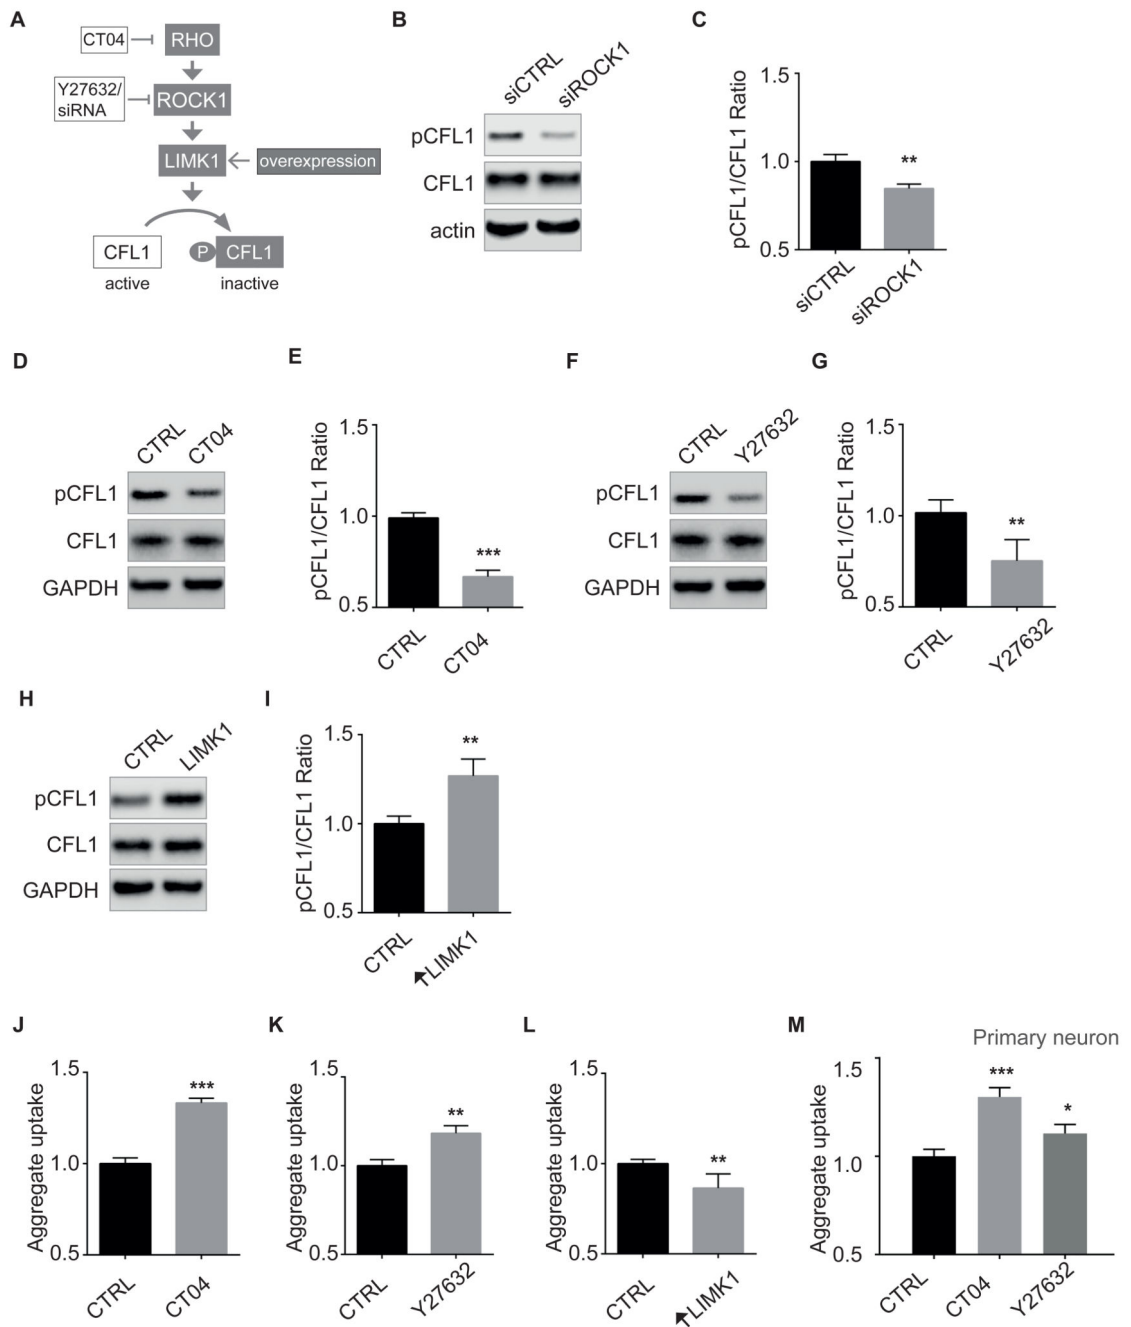 A
CT04
RHO
Y27632/
siRNA
ROCK1
LIMK1
overexpression
CFL1
P
CFL1
active
inactive
B
siCTRL
siROCK1
pCFL1
CFL1
actin
C
pCFL1/CFL1 Ratio
1.5
1.0
0.5
**
siCTRL
siROCK1
D
CTRL
CT04
pCFL1
CFL1
GAPDH
E
pCFL1/CFL1 Ratio
1.5
1.0
0.5
***
CTRL
CT04
F
CTRL
Y27632
pCFL1
CFL1
GAPDH
G
pCFL1/CFL1 Ratio
1.5
1.0
0.5
**
CTRL
Y27632
H
CTRL
LIMK1
pCFL1
CFL1
GAPDH
I
pCFL1/CFL1 Ratio
1.5
1.0
0.5
**
CTRL
↑LIMK1
J
Aggregate uptake
1.5
1.0
0.5
***
CTRL
CT04
K
Aggregate uptake
1.5
1.0
0.5
**
CTRL
Y27632
L
Aggregate uptake
1.5
1.0
0.5
**
CTRL
↑LIMK1
M
Primary neuron
Aggregate uptake
1.5
1.0
0.5
***
*
CTRL
CT04
Y27632